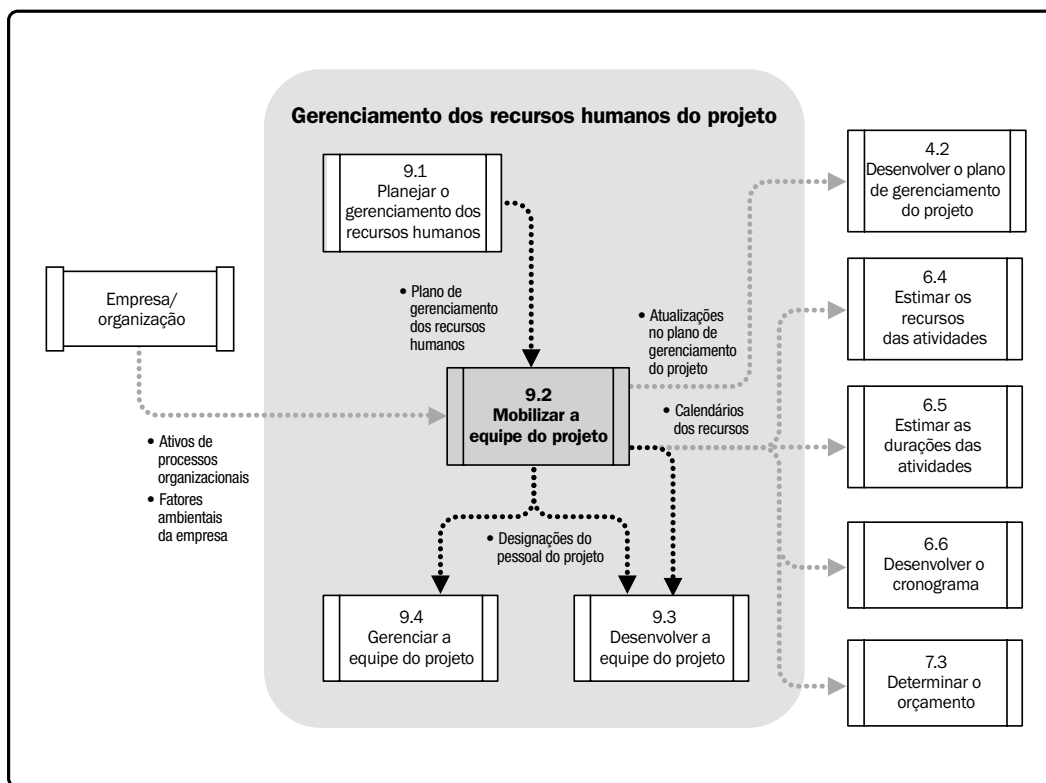 Gerenciamento dos recursos humanos do projeto
9.1
Planejar o
gerenciamento dos
recursos humanos
4.2
Desenvolver o plano
de gerenciamento
do projeto
Empresa/
organização
• Plano de
gerenciamento
dos recursos
humanos
• Atualizações
no plano de
gerenciamento
do projeto
6.4
Estimar os
recursos
das atividades
9.2
Mobilizar a
equipe do projeto
• Calendários
dos recursos
6.5
Estimar as
durações das
atividades
• Ativos de
processos
organizacionais
• Fatores
ambientais
da empresa
• Designações do
pessoal do projeto
6.6
Desenvolver o
cronograma
9.4
Gerenciar a
equipe do projeto
9.3
Desenvolver a
equipe do projeto
7.3
Determinar o
orçamento